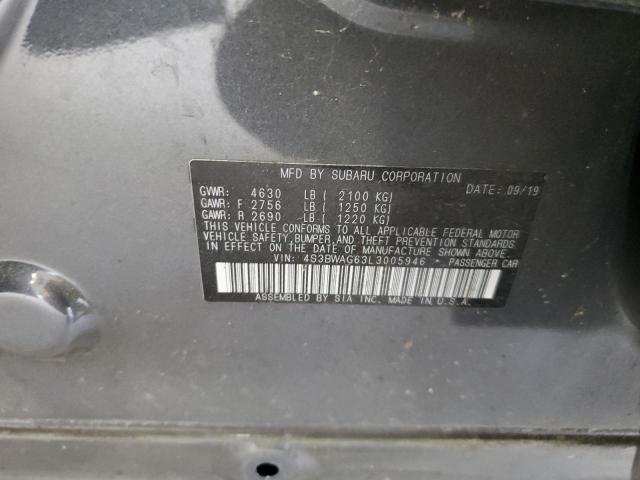 MFD BY SUBARU CORPORATION
DATE: 09/19
GVWR: 4630 LB ( 2100 KG)
GAWR: F 2756 LB ( 1250 KG)
GAWR: R 2690 LB ( 1220 KG)
THIS VEHICLE CONFORMS TO ALL APPLICABLE FEDERAL MOTOR
VEHICLE SAFETY, BUMPER, AND THEFT PREVENTION STANDARDS
IN EFFECT ON THE DATE OF MANUFACTURE SHOWN ABOVE.
VIN: 4S3BWAG63L3005946 • PASSENGER CAR
ASSEMBLED BY SIA INC. MADE IN U.S.A.